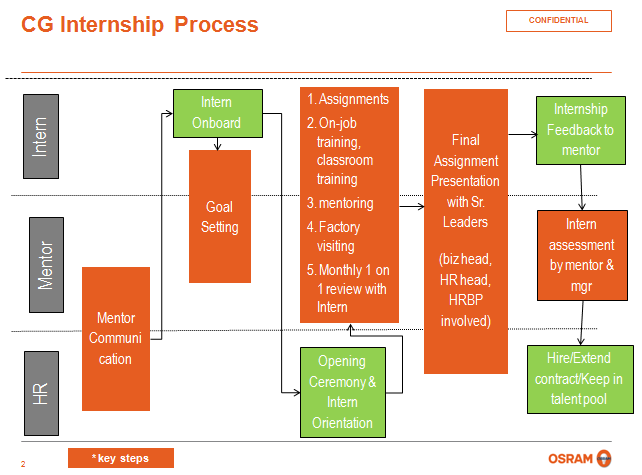 CG Internship Process
CONFIDENTIAL
Intern
Mentor
HR
Mentor
Communi
cation
Intern
Onboard
Goal
Setting
1. Assignments
2. On-job
training,
classroom
training
3. mentoring
4. Factory
visiting
5. Monthly 1 on
1 review with
Intern
Opening
Ceremony &
Intern
Orientation
Final
Assignment
Presentation
with Sr.
Leaders
(biz head,
HR head,
HRBP
involved)
Internship
Feedback to
mentor
Intern
assessment
by mentor &
mgr
Hire/Extend
contract/Keep in
talent pool
2
* key steps
OSRAM